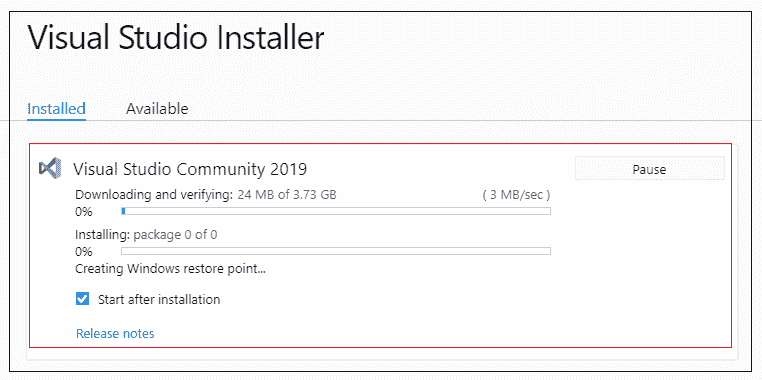 Visual Studio Installer
Installed Available
Visual Studio Community 2019 Pause
Downloading and verifying: 24 MB of 3.73 GB ( 3 MB/sec )
0%
Installing: package 0 of 0
0%
Creating Windows restore point...
Start after installation
Release notes